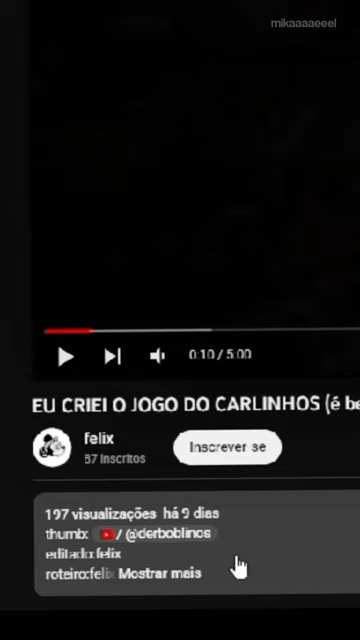 mikaaaaeeel
0:10 / 5:00
EU CRIEI O JOGO DO CARLINHOS (é be
felix
Inscrever-se
87 inscritos
197 visualizações há 9 dias
thumb: / @derboblinos
editado:felix
roteiro:felix Mostrar mais